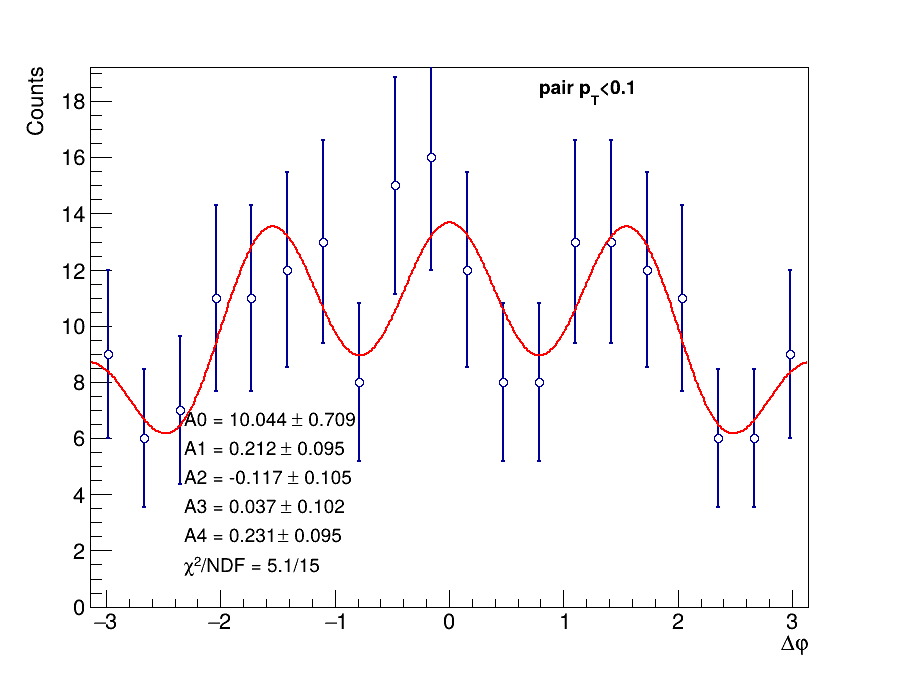 Counts
pair pT<0.1
18
16
14
12
10
8
6
4
2
0
A0 = 10.044 ± 0.709
A1 = 0.212 ± 0.095
A2 = -0.117 ± 0.105
A3 = 0.037 ± 0.102
A4 = 0.231± 0.095
χ²/NDF = 5.1/15
−3 −2 −1 0 1 2 3
Δφ